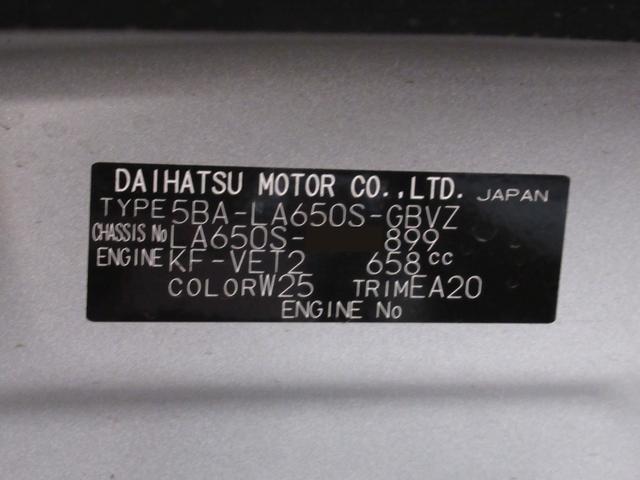 DAIHATSU MOTOR CO.,LTD. JAPAN
TYPE 5BA-LA650S-GBVZ
CHASSIS No LA650S- 899
ENGINE KF-VET2 658cc
COLOR W25 TRIM EA20
ENGINE No